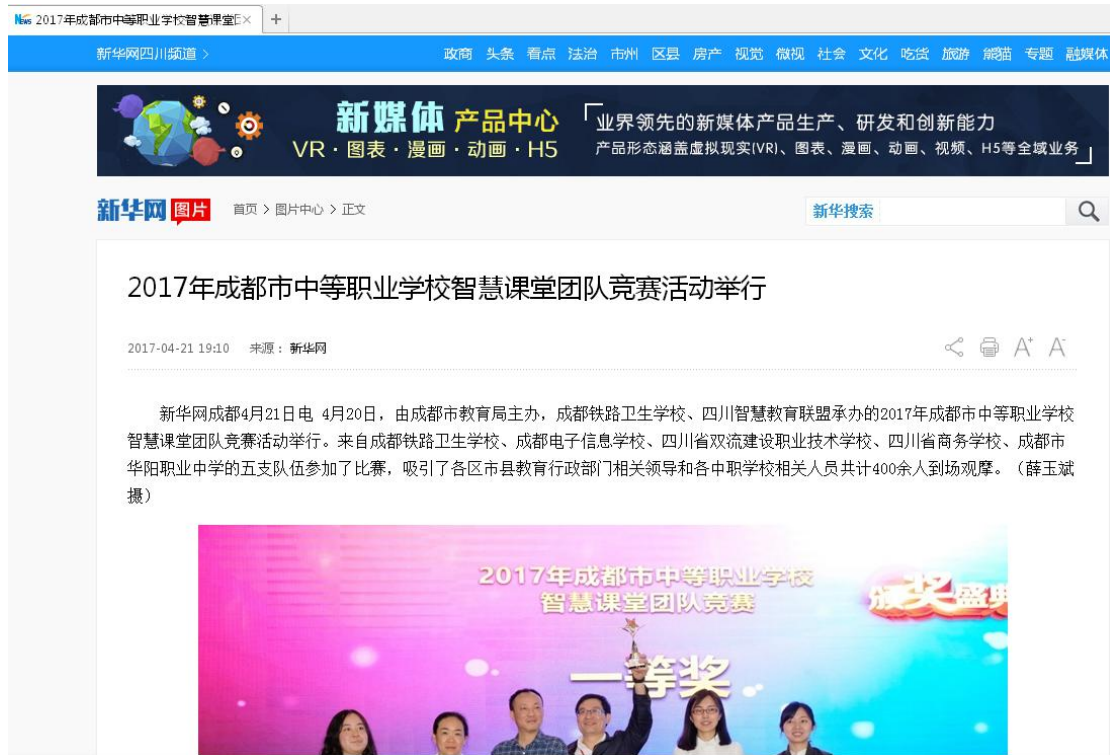 News 2017年成都市中等职业学校智慧课堂
新华网四川频道 >
政商 头条 看点 法治 市州 区县 房产 视觉 微视 社会 文化 吃货 旅游 熊猫 专题 融媒体
新媒体 产品中心
VR · 图表 · 漫画 · 动画 · H5
「业界领先的新媒体产品生产、研发和创新能力
产品形态涵盖虚拟现实(VR)、图表、漫画、动画、视频、H5等全域业务」
新华网 图片
首页 > 图片中心 > 正文
新华搜索
2017年成都市中等职业学校智慧课堂团队竞赛活动举行
2017-04-21 19:10 来源：新华网
A+ A-
新华网成都4月21日电 4月20日，由成都市教育局主办，成都铁路卫生学校、四川智慧教育联盟承办的2017年成都市中等职业学校
智慧课堂团队竞赛活动举行。来自成都铁路卫生学校、成都电子信息学校、四川省双流建设职业技术学校、四川省商务学校、成都市
华阳职业中学的五支队伍参加了比赛，吸引了各区市县教育行政部门相关领导和各中职学校相关人员共计400余人到场观摩。（薛玉斌
摄）
2017年成都市中等职业学校
智慧课堂团队竞赛
颁奖盛典
一等奖